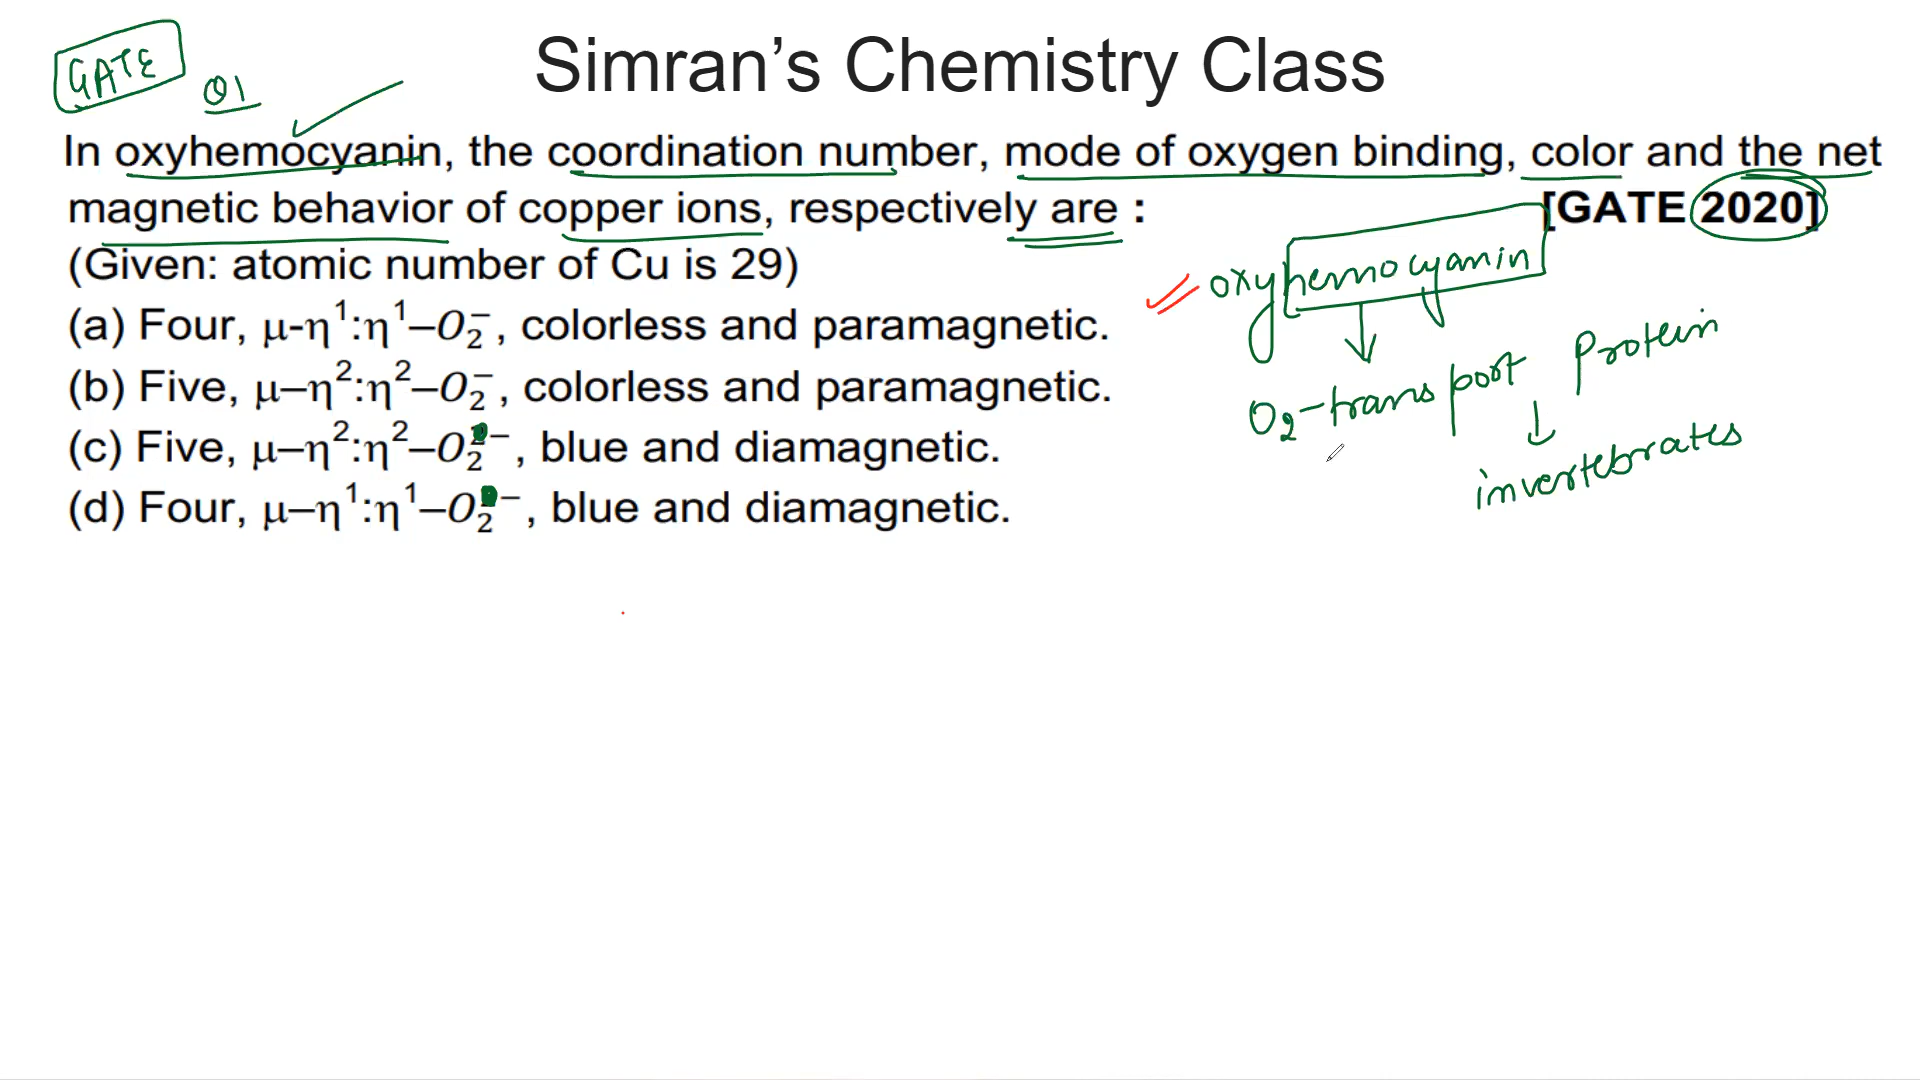 GATE
Q1
Simran's Chemistry Class
In oxyhemocyanin, the coordination number, mode of oxygen binding, color and the net
magnetic behavior of copper ions, respectively are : [GATE 2020]
(Given: atomic number of Cu is 29)
(a) Four, μ-η¹:η¹–O₂⁻, colorless and paramagnetic.
(b) Five, μ–η²:η²–O₂⁻, colorless and paramagnetic.
(c) Five, μ–η²:η²–O₂²⁻, blue and diamagnetic.
(d) Four, μ–η¹:η¹–O₂²⁻, blue and diamagnetic.
oxyhemocyanin
O₂-transport Protein
invertebrates